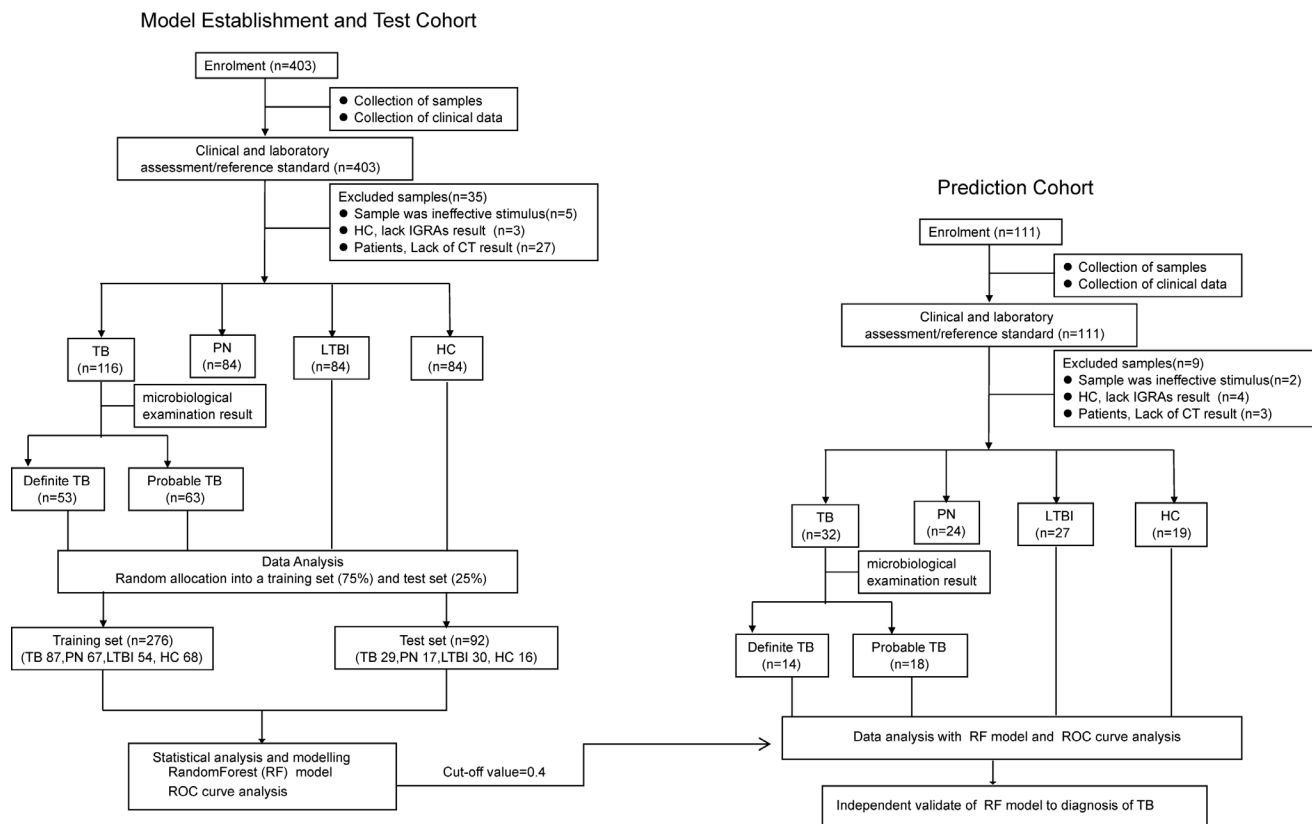 Model Establishment and Test Cohort
Enrolment (n=403)
● Collection of samples
● Collection of clinical data
Clinical and laboratory
assessment/reference standard (n=403)
Excluded samples(n=35)
● Sample was ineffective stimulus(n=5)
● HC, lack IGRAs result (n=3)
● Patients, Lack of CT result (n=27)
TB
(n=116)
PN
(n=84)
LTBI
(n=84)
HC
(n=84)
microbiological
examination result
Definite TB
(n=53)
Probable TB
(n=63)
Data Analysis
Random allocation into a training set (75%) and test set (25%)
Training set (n=276)
(TB 87,PN 67,LTBI 54, HC 68)
Test set (n=92)
(TB 29,PN 17,LTBI 30, HC 16)
Statistical analysis and modelling
RandomForest (RF) model
ROC curve analysis
Cut-off value=0.4
Prediction Cohort
Enrolment (n=111)
● Collection of samples
● Collection of clinical data
Clinical and laboratory
assessment/reference standard (n=111)
Excluded samples(n=9)
● Sample was ineffective stimulus(n=2)
● HC, lack IGRAs result (n=4)
● Patients, Lack of CT result (n=3)
TB
(n=32)
PN
(n=24)
LTBI
(n=27
HC
(n=19)
microbiological
examination result
Definite TB
(n=14)
Probable TB
(n=18)
Data analysis with RF model and ROC curve analysis
Independent validate of RF model to diagnosis of TB